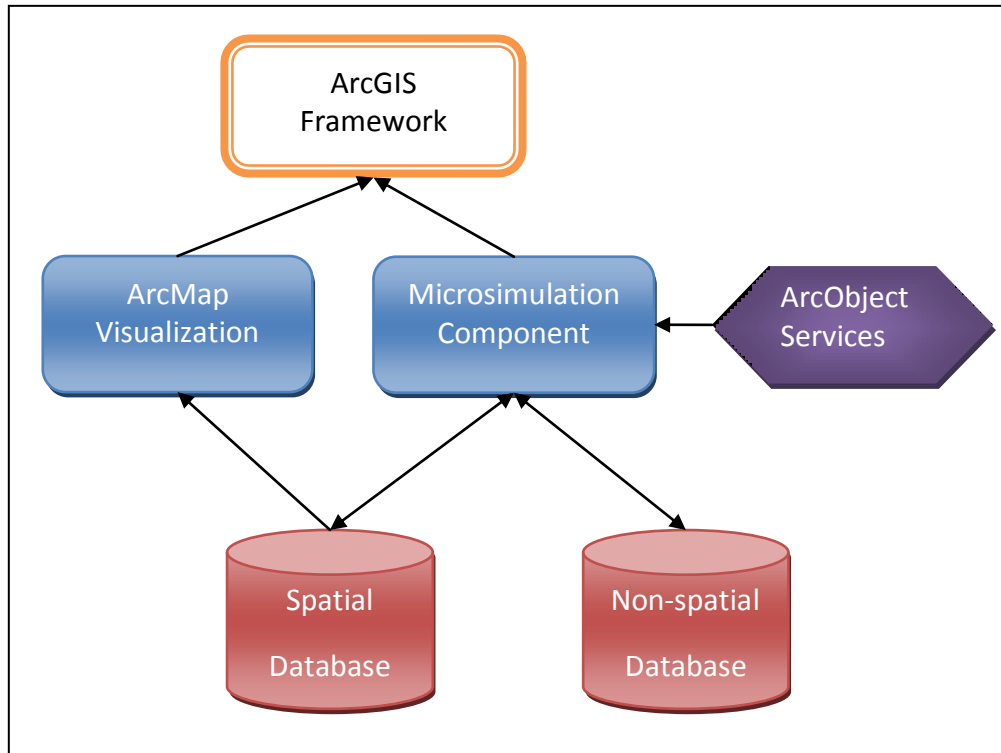 ArcGIS
Framework
ArcMap
Visualization
Microsimulation
Component
ArcObject
Services
Spatial
Database
Non-spatial
Database